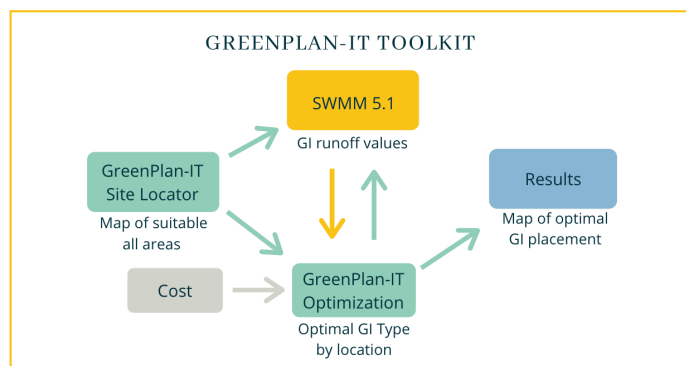 GREENPLAN-IT TOOLKIT
SWMM 5.1
GI runoff values
GreenPlan-IT
Site Locator
Map of suitable
all areas
Results
Map of optimal
GI placement
Cost
GreenPlan-IT
Optimization
Optimal GI Type
by location